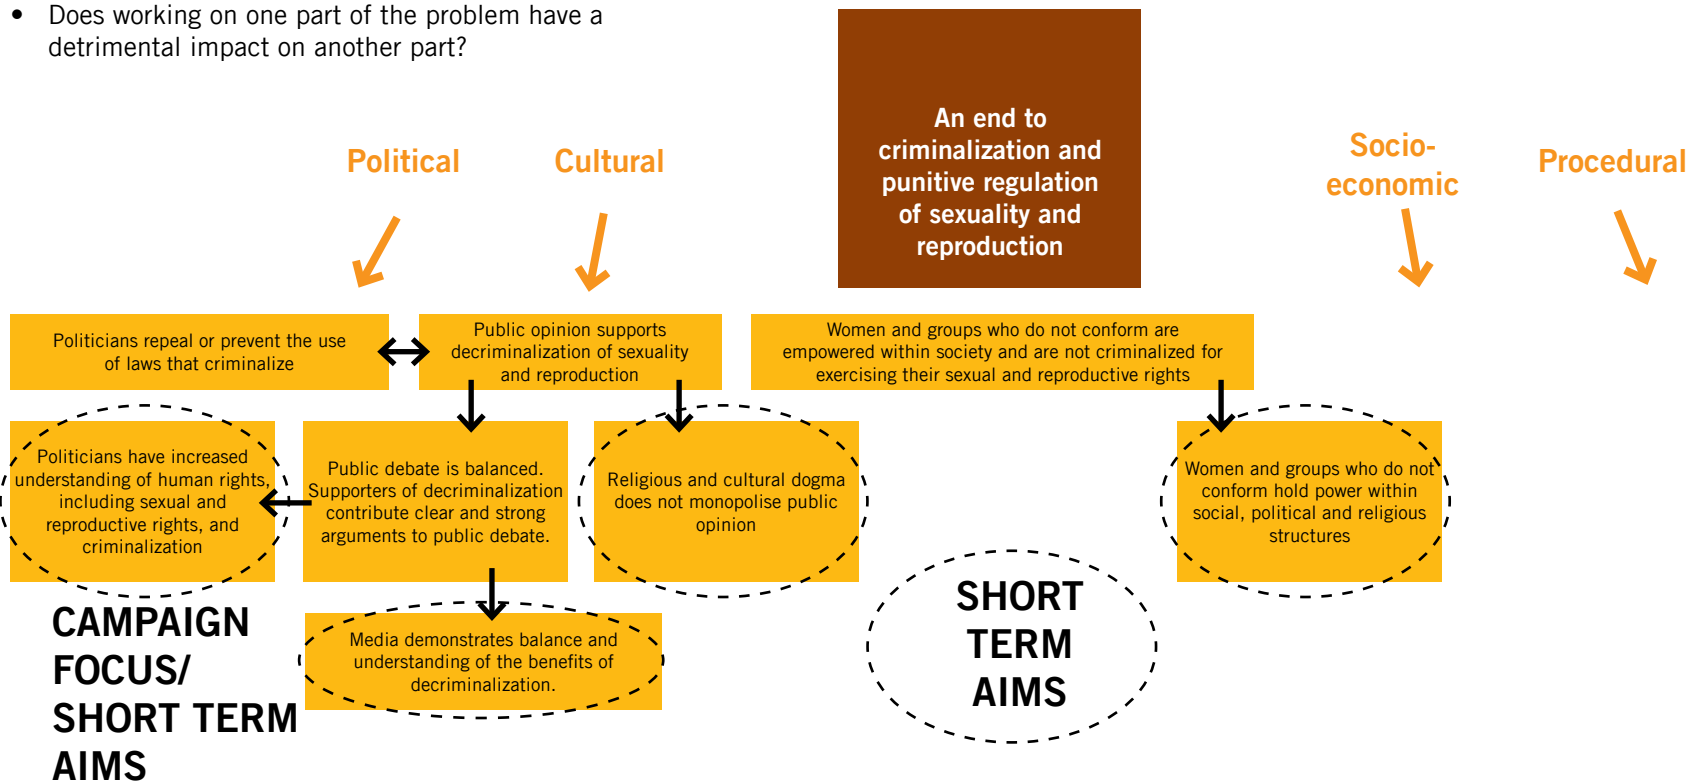 • Does working on one part of the problem have a
detrimental impact on another part?
An end to
criminalization and
punitive regulation
of sexuality and
reproduction
Political
Cultural
Socio-
economic
Procedural
Politicians repeal or prevent the use
of laws that criminalize
Public opinion supports
decriminalization of sexuality
and reproduction
Women and groups who do not conform are
empowered within society and are not criminalized for
exercising their sexual and reproductive rights
Politicians have increased
understanding of human rights,
including sexual and
reproductive rights, and
criminalization
Public debate is balanced.
Supporters of decriminalization
contribute clear and strong
arguments to public debate.
Religious and cultural dogma
does not monopolise public
opinion
Women and groups who do not
conform hold power within
social, political and religious
structures
Media demonstrates balance and
understanding of the benefits of
decriminalization.
CAMPAIGN
FOCUS/
SHORT TERM
AIMS
SHORT
TERM
AIMS